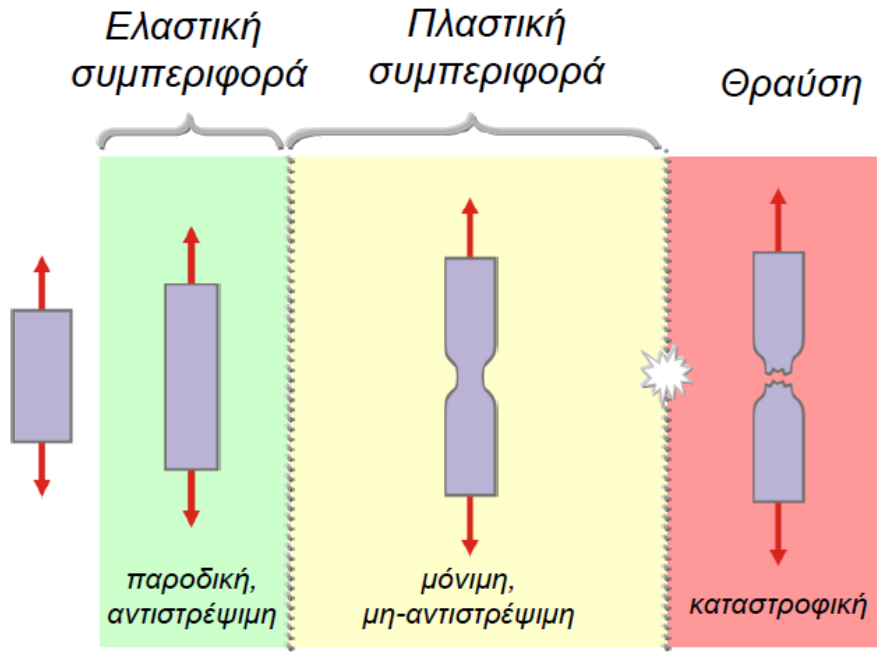 Ελαστική
συμπεριφορά
Πλαστική
συμπεριφορά
Θραύση
παροδική,
αντιστρέψιμη
μόνιμη,
μη-αντιστρέψιμη
καταστροφική